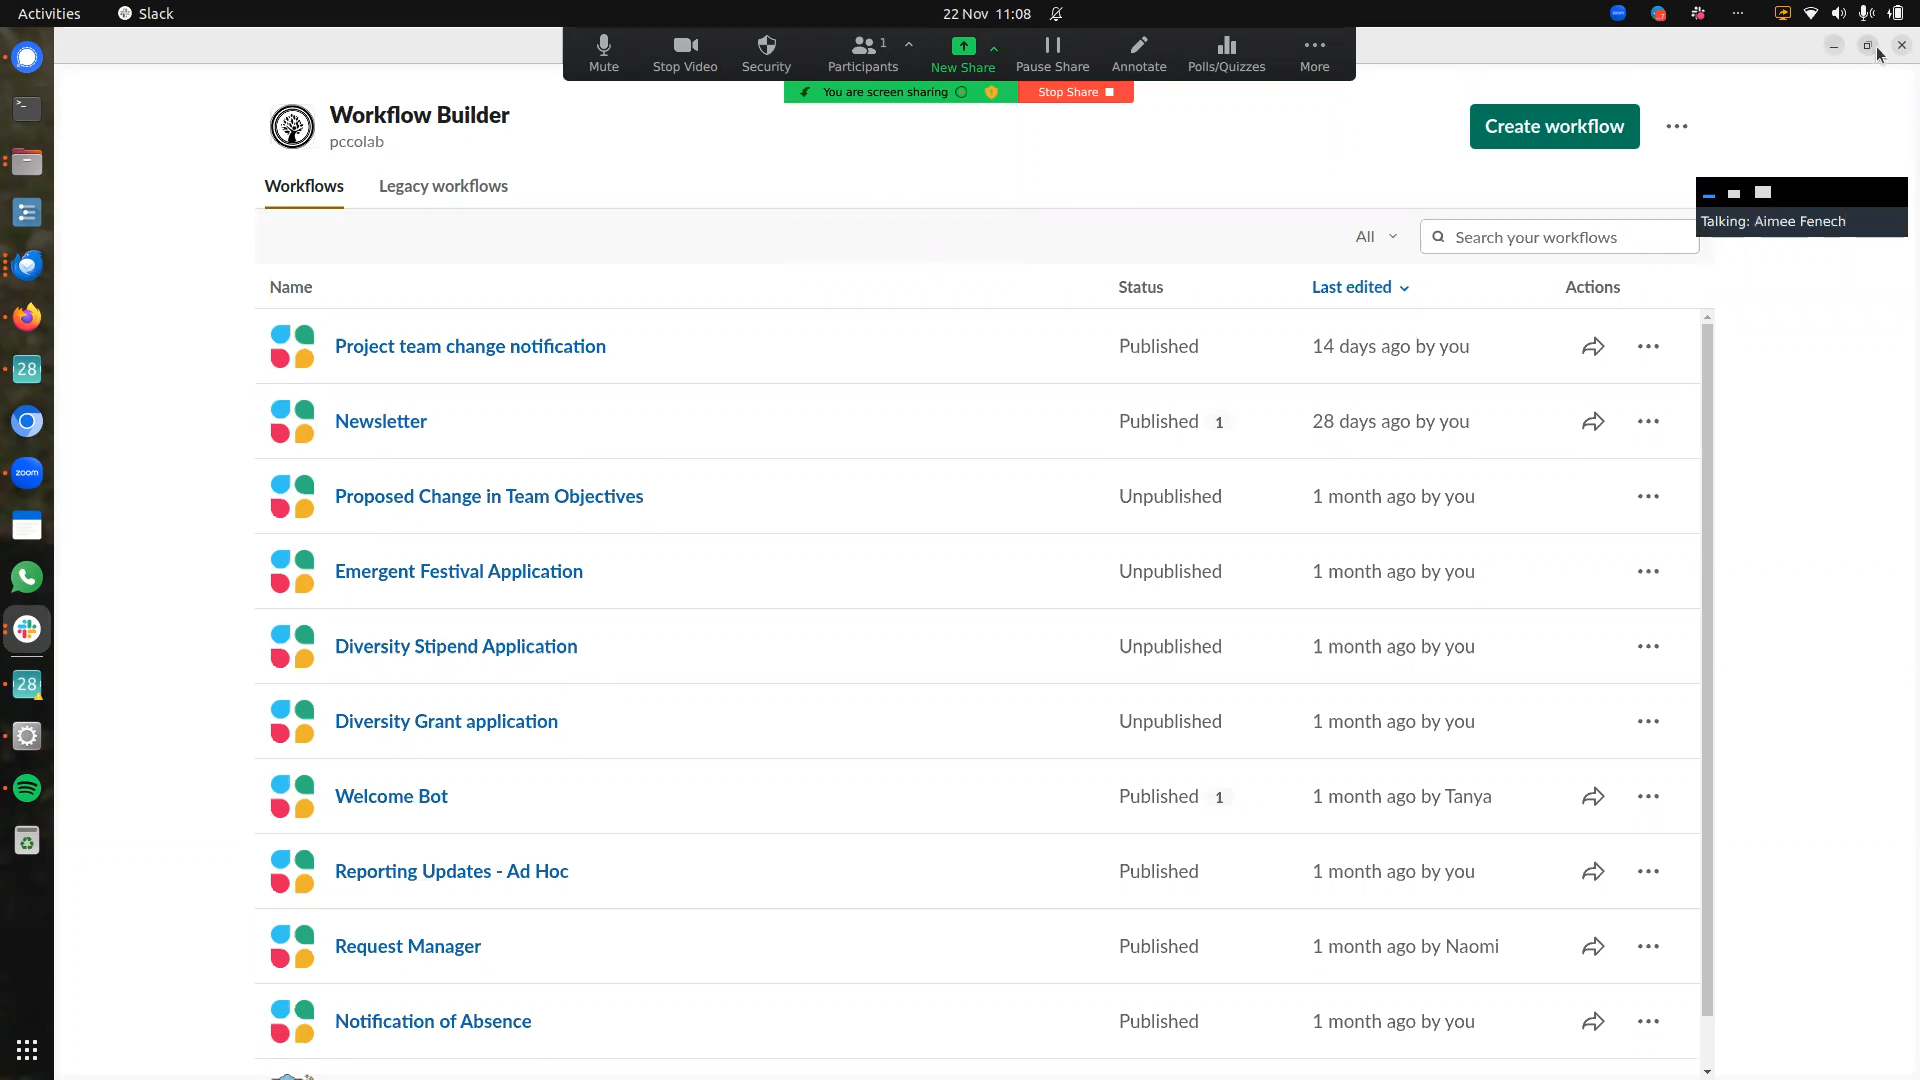 Activities
Slack
22 Nov 11:08
Mute
Stop Video
Security
1
Participants
New Share
Pause Share
Annotate
Polls/Quizzes
More
You are screen sharing
Stop Share
Workflow Builder
pccolab
Create workflow
Workflows
Legacy workflows
Talking: Aimee Fenech
All
Search your workflows
Name
Status
Last edited
Actions
Project team change notification
Published
14 days ago by you
Newsletter
Published 1
28 days ago by you
Proposed Change in Team Objectives
Unpublished
1 month ago by you
Emergent Festival Application
Unpublished
1 month ago by you
Diversity Stipend Application
Unpublished
1 month ago by you
Diversity Grant application
Unpublished
1 month ago by you
Welcome Bot
Published 1
1 month ago by Tanya
Reporting Updates - Ad Hoc
Published
1 month ago by you
Request Manager
Published
1 month ago by Naomi
Notification of Absence
Published
1 month ago by you
28
zoom
28